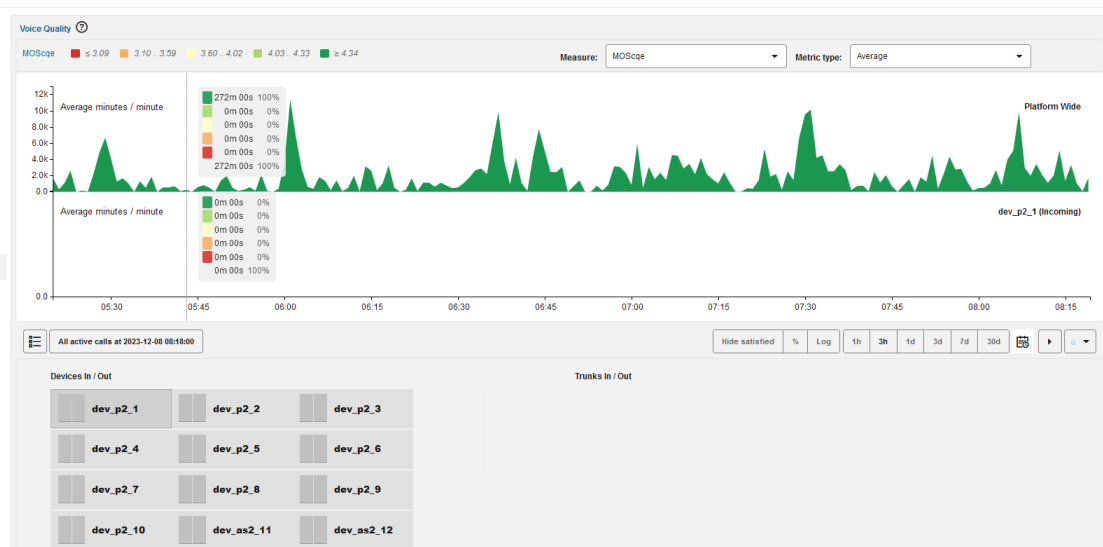 Voice Quality ?
MOScqe ≤ 3.09 3.10 .. 3.59 3.60 .. 4.02 4.03 .. 4.33 ≥ 4.34 Measure: MOScqe Metric type: Average
12k
10k
8.0k
6.0k
4.0k
2.0k
0.0
Average minutes / minute
Platform Wide
272m 00s 100%
0m 00s 0%
0m 00s 0%
0m 00s 0%
0m 00s 0%
272m 00s 100%
Average minutes / minute
dev_p2_1 (Incoming)
0m 00s 0%
0m 00s 0%
0m 00s 0%
0m 00s 0%
0m 00s 0%
0m 00s 100%
0.0
05:30 05:45 06:00 06:15 06:30 06:45 07:00 07:15 07:30 07:45 08:00 08:15
All active calls at 2023-12-08 08:18:00 Hide satisfied % Log 1h 3h 1d 3d 7d 30d
Devices In / Out Trunks In / Out
dev_p2_1 dev_p2_2 dev_p2_3
dev_p2_4 dev_p2_5 dev_p2_6
dev_p2_7 dev_p2_8 dev_p2_9
dev_p2_10 dev_as2_11 dev_as2_12